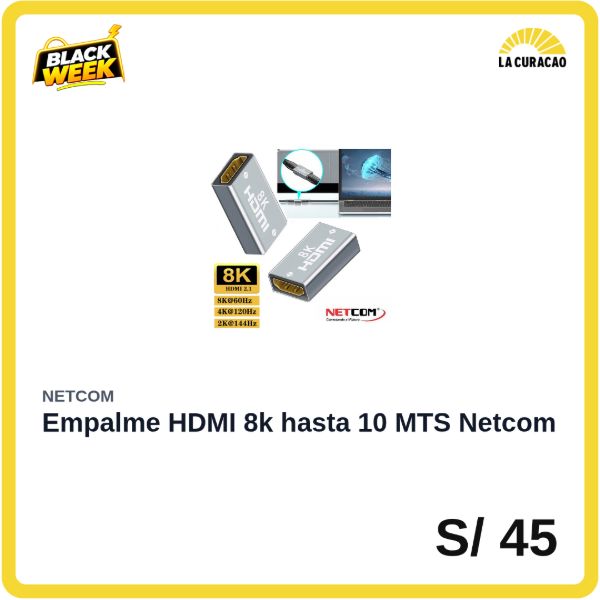 BLACK
WEEK
LA CURACAO
8K
HDMI
8K
HDMI
8K
HDMI 2.1
8K@60Hz
4K@120Hz
2K@144Hz
NETCOM
NETCOM
Empalme HDMI 8k hasta 10 MTS Netcom
S/ 45